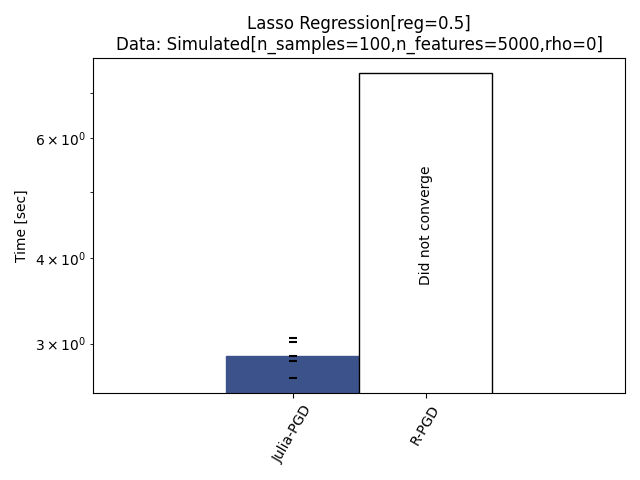 Lasso Regression[reg=0.5]
Data: Simulated[n_samples=100,n_features=5000,rho=0]
Time [sec]
6 × 10⁰
4 × 10⁰
3 × 10⁰
Did not converge
Julia-PGD
R-PGD